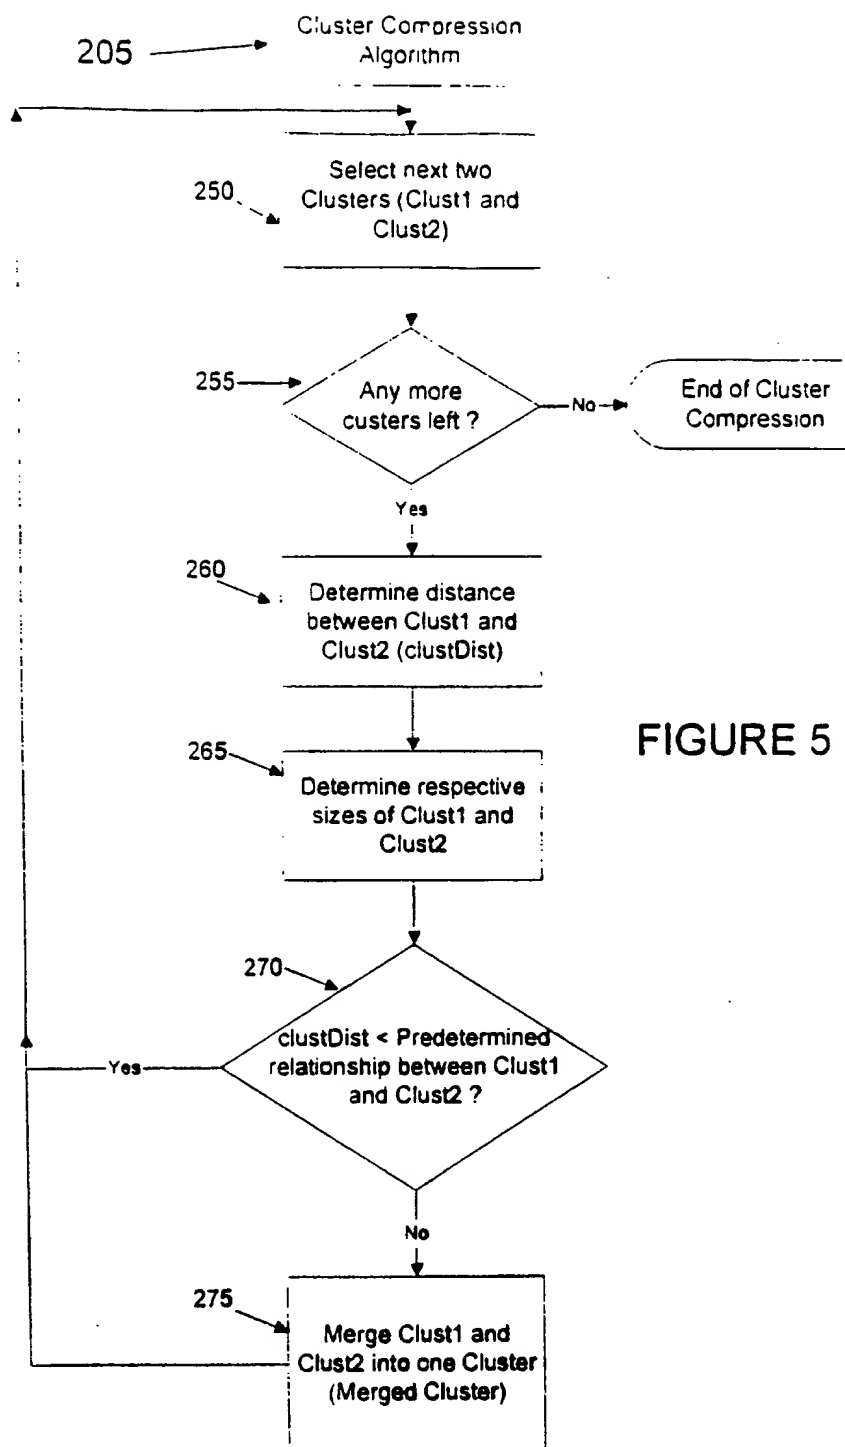 Cluster Compression
Algorithm
205
250
Select next two
Clusters (Clust1 and
Clust2)
255
Any more
custers left ?
No
End of Cluster
Compression
Yes
260
Determine distance
between Clust1 and
Clust2 (clustDist)
265
Determine respective
sizes of Clust1 and
Clust2
FIGURE 5
270
clustDist < Predetermined
relationship between Clust1
and Clust2 ?
Yes
No
275
Merge Clust1 and
Clust2 into one Cluster
(Merged Cluster)